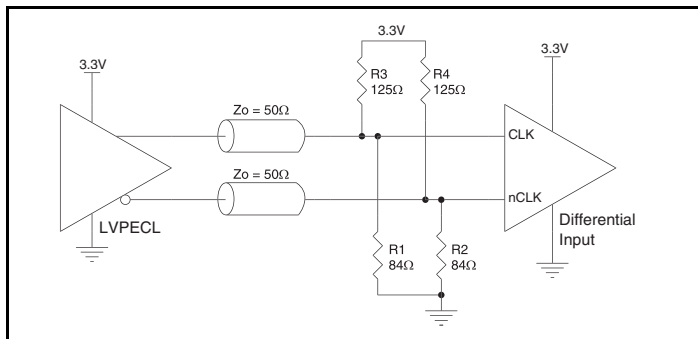 3.3V
3.3V
3.3V
R3
125Ω
R4
125Ω
Zo = 50Ω
CLK
Zo = 50Ω
nCLK
LVPECL
Differential
Input
R1
84Ω
R2
84Ω